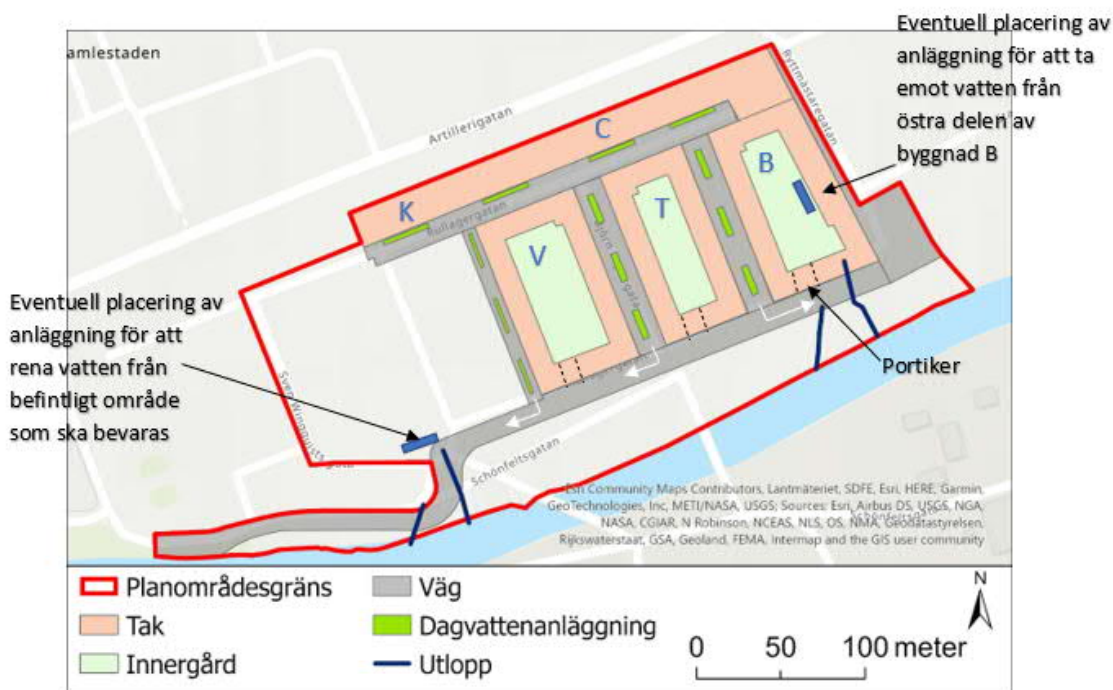 Eventuell placering av
anläggning för att ta
emot vatten från
östra delen av
byggnad B
amlestaden
Artillerigatan
Ryttmästaregatan
C
B
K
Rullagergatan
T
V
Eventuell placering av
anläggning för att
rena vatten från
befintligt område
som ska bevaras
Portiker
Schönfeltsgatan
Esri Community Maps Contributors, Lantmäteriet, SDFE, Esri, HERE, Garmin,
GeoTechnologies, Inc, METI/NASA, USGS; Sources: Esri, Airbus DS, USGS, NGA,
NASA, CGIAR, N Robinson, NCEAS, NLS, OS, NMA, Geodatastyrelsen,
Rijkswaterstaat, GSA, Geoland, FEMA, Intermap and the GIS user community
Planområdesgräns
Väg
N
Tak
Dagvattenanläggning
Innergård
Utlopp
0 50 100 meter